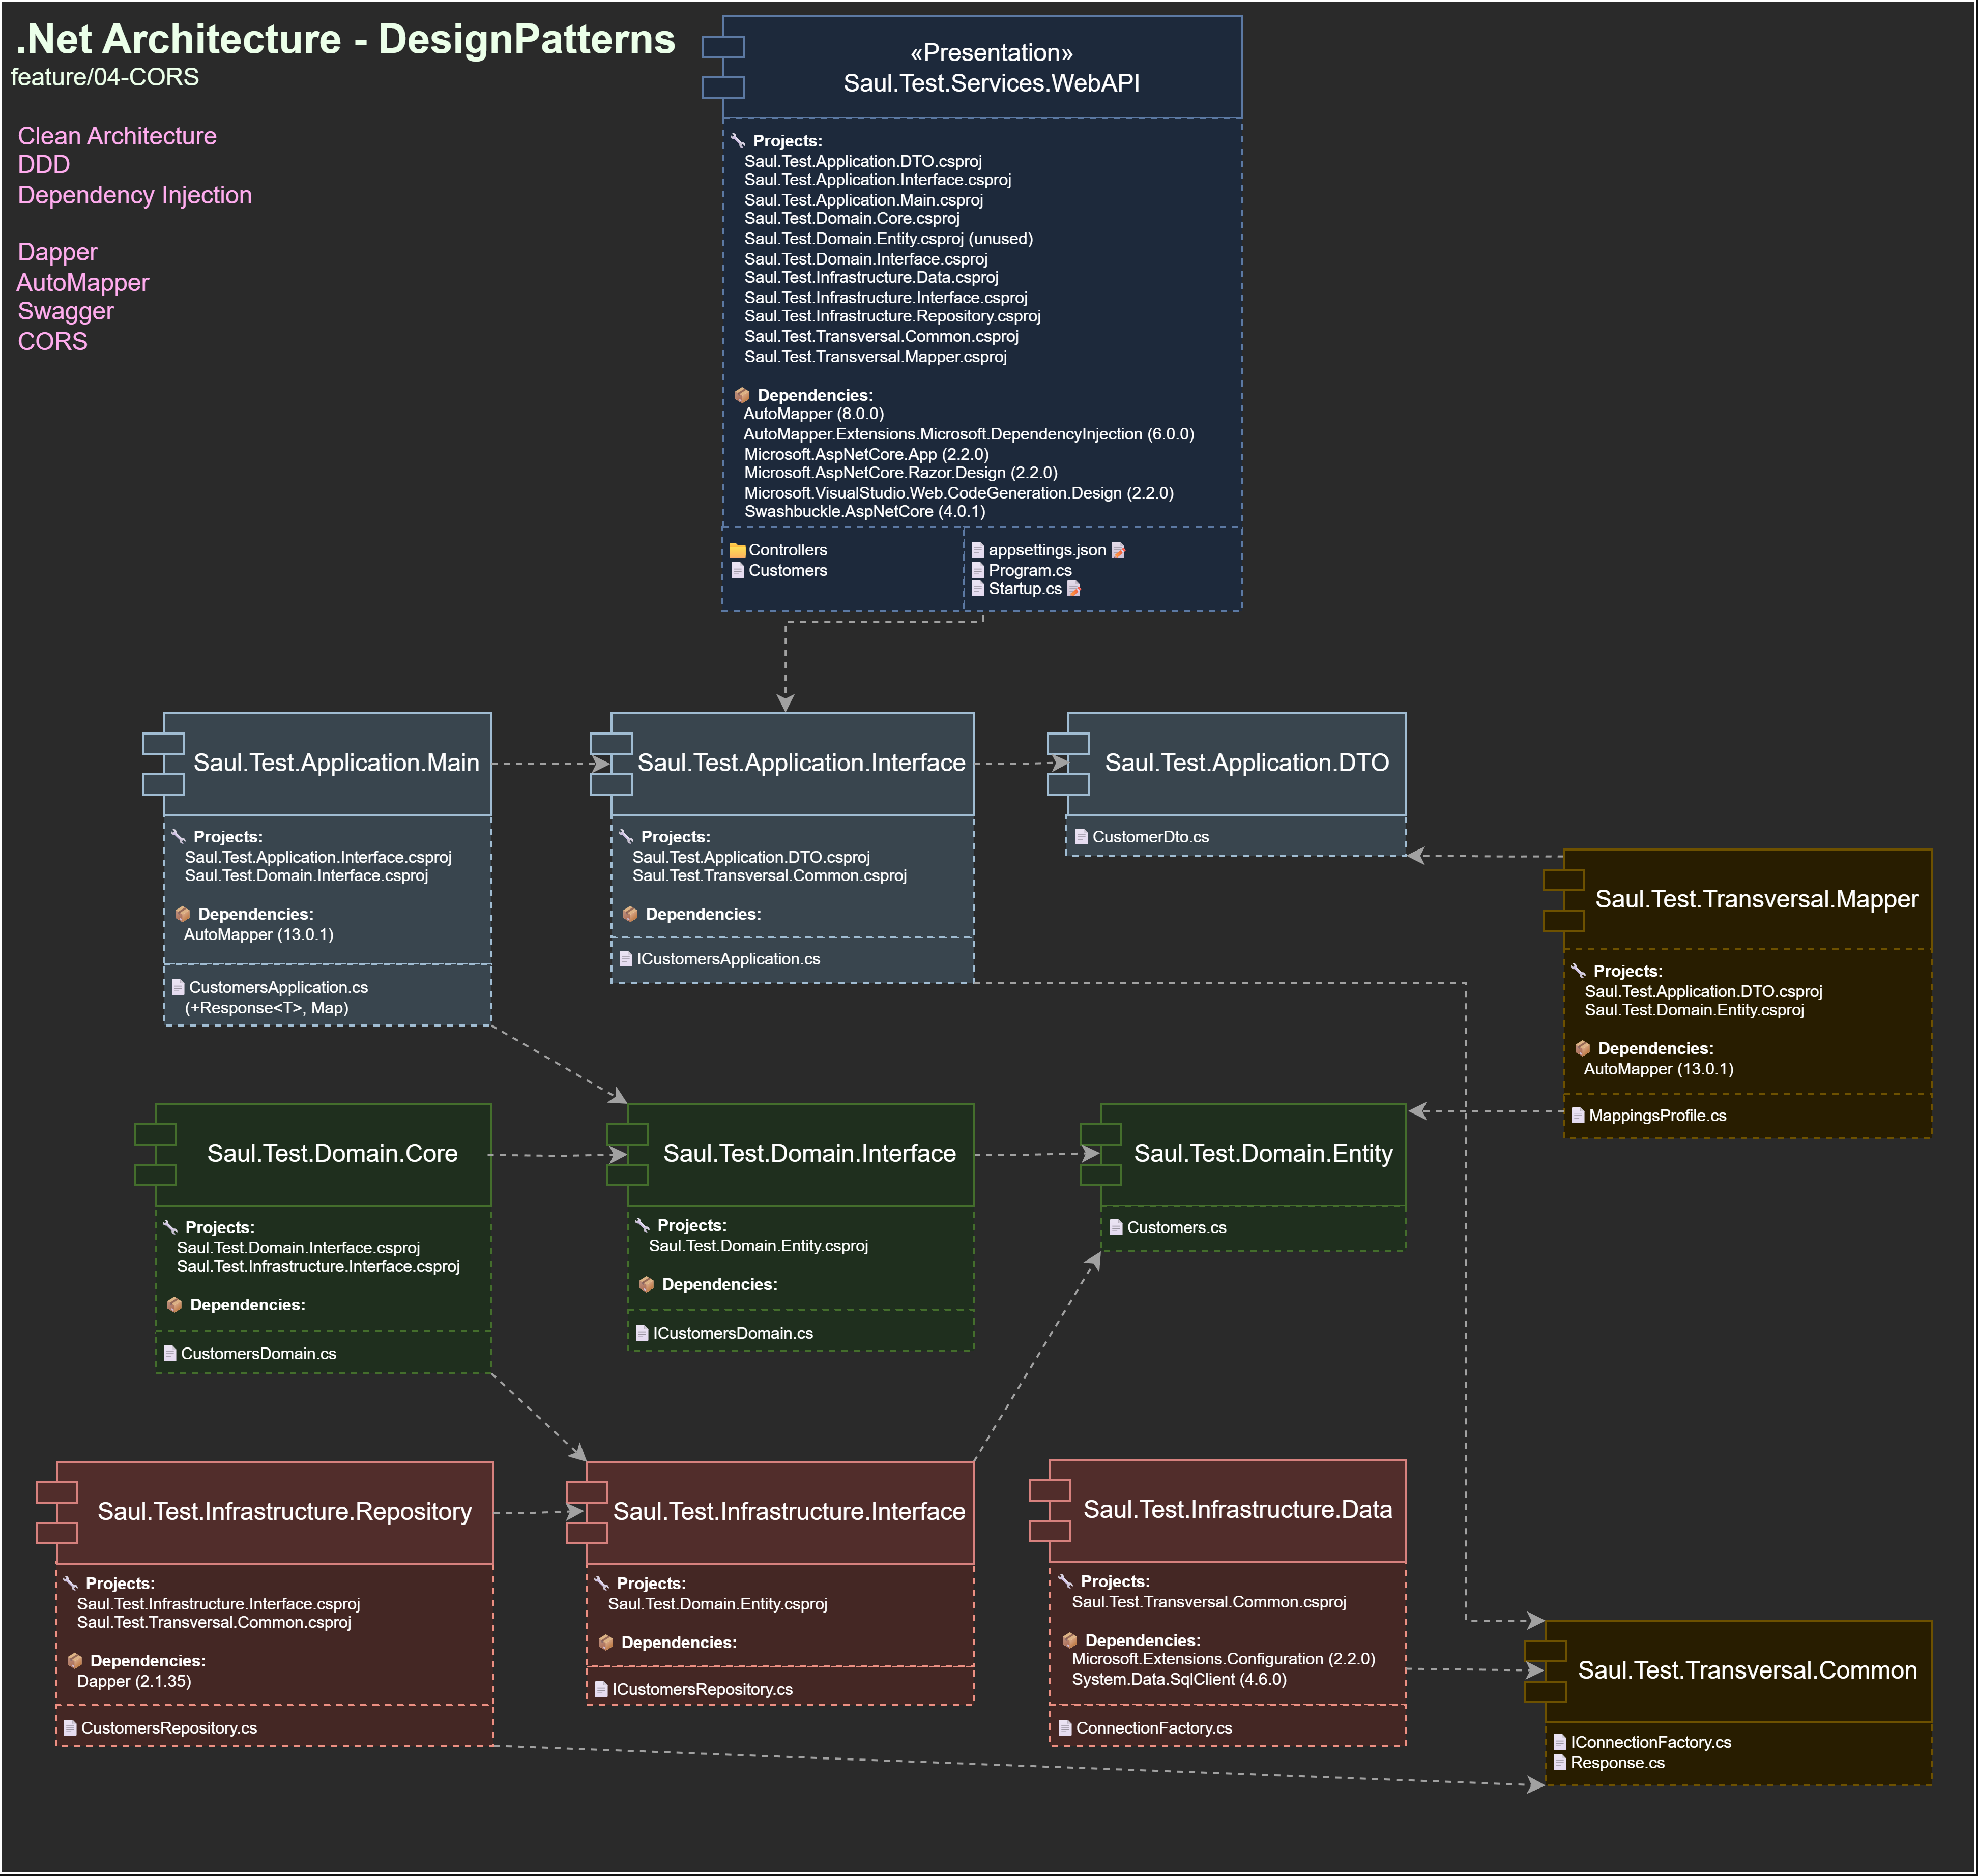 .Net Architecture - DesignPatterns
feature/04-CORS
Clean Architecture
DDD
Dependency Injection
Dapper
AutoMapper
Swagger
CORS
«Presentation»
Saul.Test.Services.WebAPI
Projects:
Saul.Test.Application.DTO.csproj
Saul.Test.Application.Interface.csproj
Saul.Test.Application.Main.csproj
Saul.Test.Domain.Core.csproj
Saul.Test.Domain.Entity.csproj (unused)
Saul.Test.Domain.Interface.csproj
Saul.Test.Infrastructure.Data.csproj
Saul.Test.Infrastructure.Interface.csproj
Saul.Test.Infrastructure.Repository.csproj
Saul.Test.Transversal.Common.csproj
Saul.Test.Transversal.Mapper.csproj
Dependencies:
AutoMapper (8.0.0)
AutoMapper.Extensions.Microsoft.DependencyInjection (6.0.0)
Microsoft.AspNetCore.App (2.2.0)
Microsoft.AspNetCore.Razor.Design (2.2.0)
Microsoft.VisualStudio.Web.CodeGeneration.Design (2.2.0)
Swashbuckle.AspNetCore (4.0.1)
Controllers
Customers
appsettings.json
Program.cs
Startup.cs
Saul.Test.Application.Main
Projects:
Saul.Test.Application.Interface.csproj
Saul.Test.Domain.Interface.csproj
Dependencies:
AutoMapper (13.0.1)
CustomersApplication.cs
(+Response<T>, Map)
Saul.Test.Application.Interface
Projects:
Saul.Test.Application.DTO.csproj
Saul.Test.Transversal.Common.csproj
Dependencies:
ICustomersApplication.cs
Saul.Test.Application.DTO
CustomerDto.cs
Saul.Test.Transversal.Mapper
Projects:
Saul.Test.Application.DTO.csproj
Saul.Test.Domain.Entity.csproj
Dependencies:
AutoMapper (13.0.1)
MappingsProfile.cs
Saul.Test.Domain.Core
Projects:
Saul.Test.Domain.Interface.csproj
Saul.Test.Infrastructure.Interface.csproj
Dependencies:
CustomersDomain.cs
Saul.Test.Domain.Interface
Projects:
Saul.Test.Domain.Entity.csproj
Dependencies:
ICustomersDomain.cs
Saul.Test.Domain.Entity
Customers.cs
Saul.Test.Infrastructure.Repository
Projects:
Saul.Test.Infrastructure.Interface.csproj
Saul.Test.Transversal.Common.csproj
Dependencies:
Dapper (2.1.35)
CustomersRepository.cs
Saul.Test.Infrastructure.Interface
Projects:
Saul.Test.Domain.Entity.csproj
Dependencies:
ICustomersRepository.cs
Saul.Test.Infrastructure.Data
Projects:
Saul.Test.Transversal.Common.csproj
Dependencies:
Microsoft.Extensions.Configuration (2.2.0)
System.Data.SqlClient (4.6.0)
ConnectionFactory.cs
Saul.Test.Transversal.Common
IConnectionFactory.cs
Response.cs